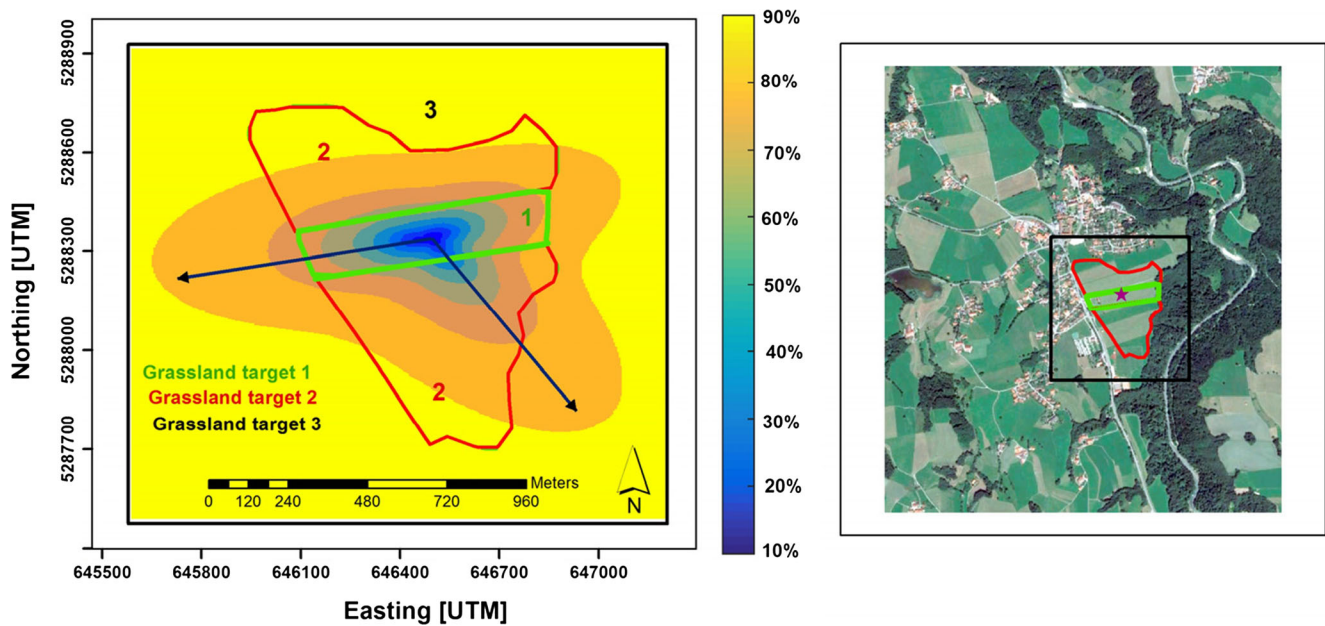 Northing [UTM]
5288900
5288600
5288300
5288000
5287700
3
2
1
2
Grassland target 1
Grassland target 2
Grassland target 3
Meters
0 120 240 480 720 960
N
645500 645800 646100 646400 646700 647000
Easting [UTM]
90%
80%
70%
60%
50%
40%
30%
20%
10%